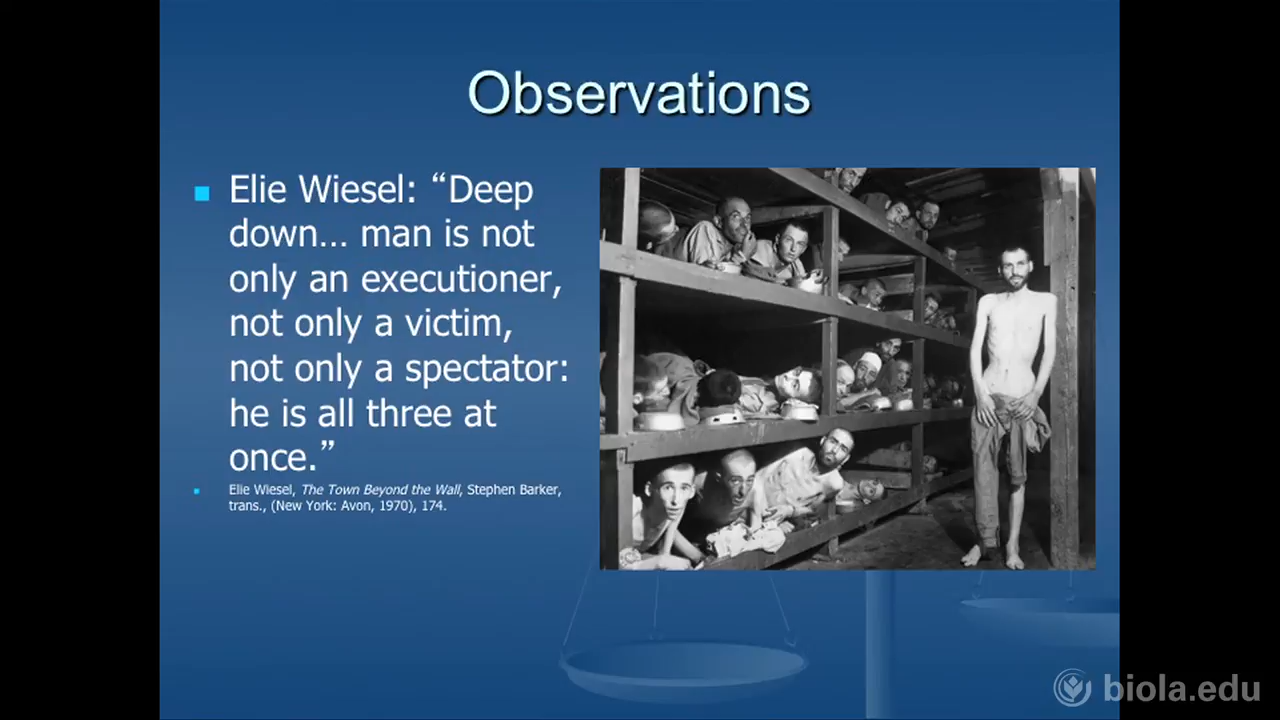 Observations
Elie Wiesel: “Deep
down… man is not
only an executioner,
not only a victim,
not only a spectator:
he is all three at
once.”
Elie Wiesel, The Town Beyond the Wall, Stephen Barker,
trans., (New York: Avon, 1970), 174.
biola.edu